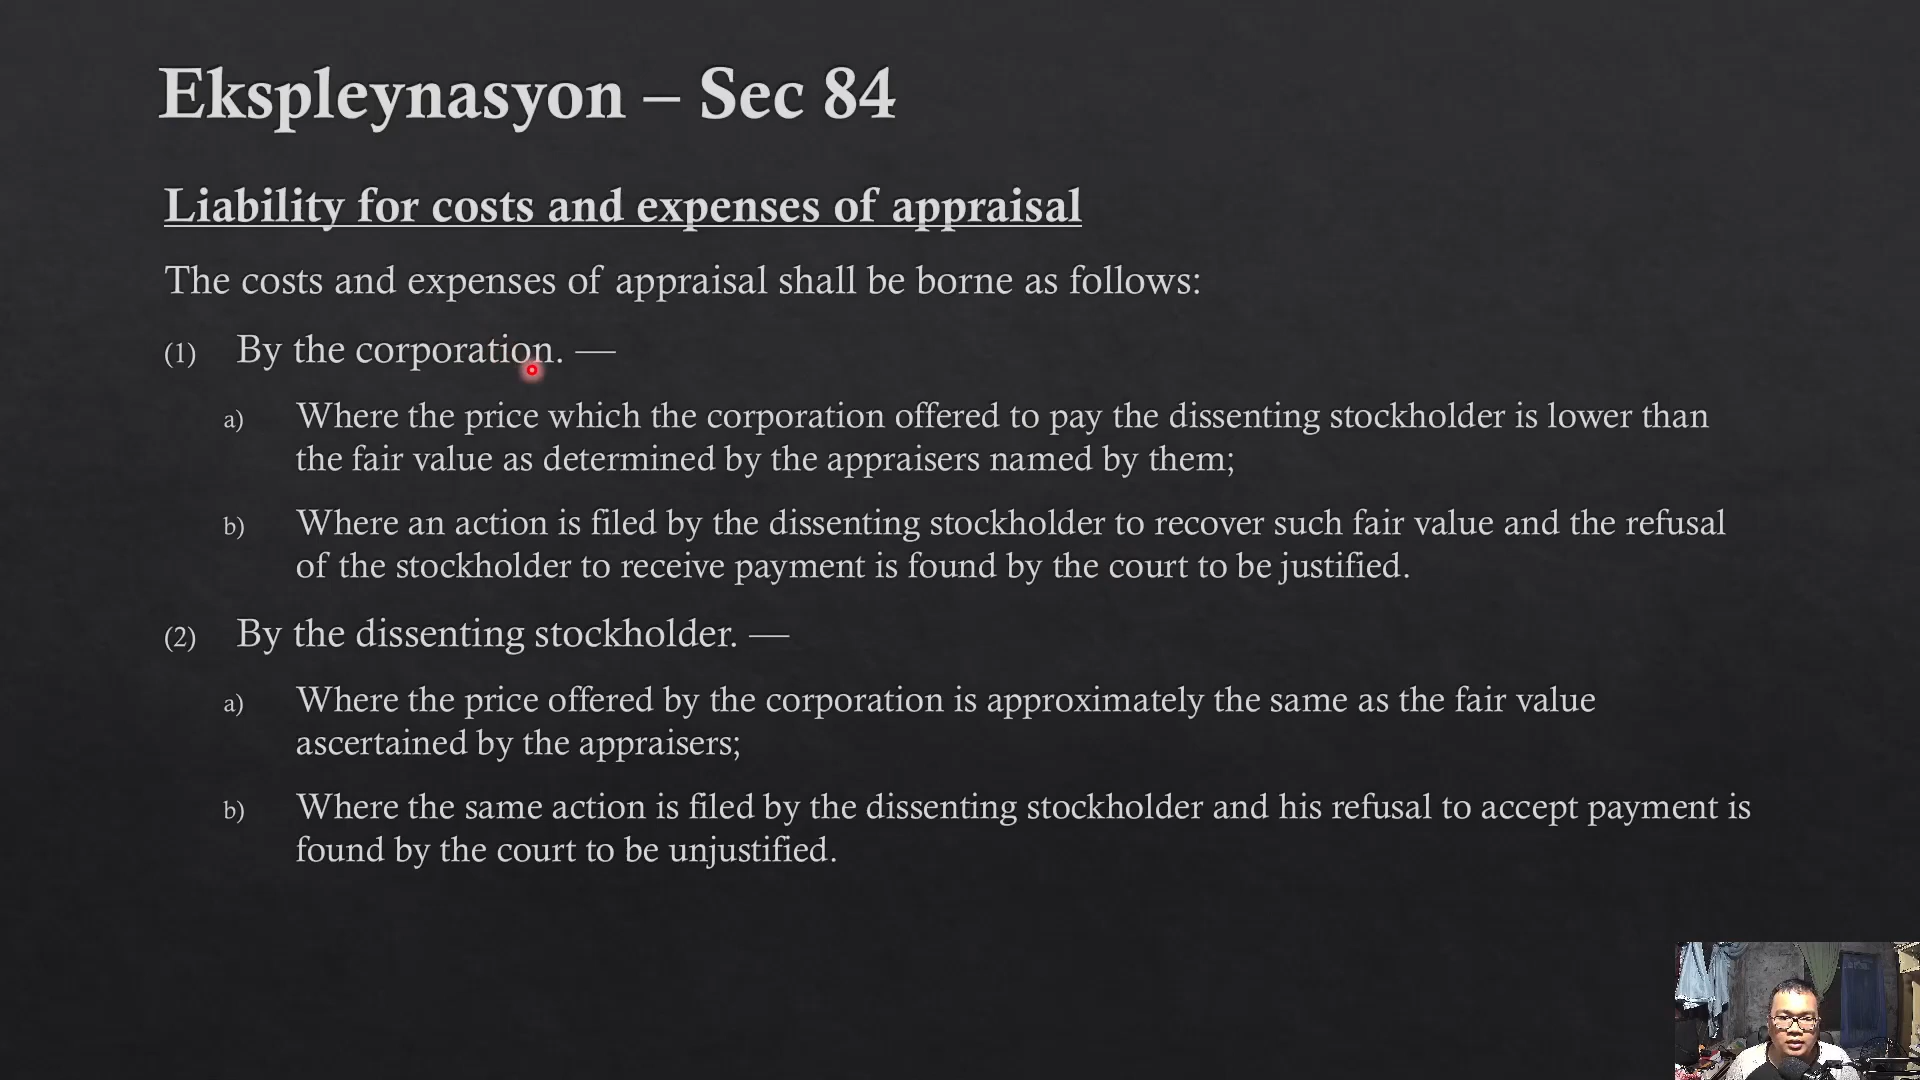 Ekspleynasyon – Sec 84
Liability for costs and expenses of appraisal
The costs and expenses of appraisal shall be borne as follows:
(1) By the corporation. —
a) Where the price which the corporation offered to pay the dissenting stockholder is lower than
the fair value as determined by the appraisers named by them;
b) Where an action is filed by the dissenting stockholder to recover such fair value and the refusal
of the stockholder to receive payment is found by the court to be justified.
(2) By the dissenting stockholder. —
a) Where the price offered by the corporation is approximately the same as the fair value
ascertained by the appraisers;
b) Where the same action is filed by the dissenting stockholder and his refusal to accept payment is
found by the court to be unjustified.